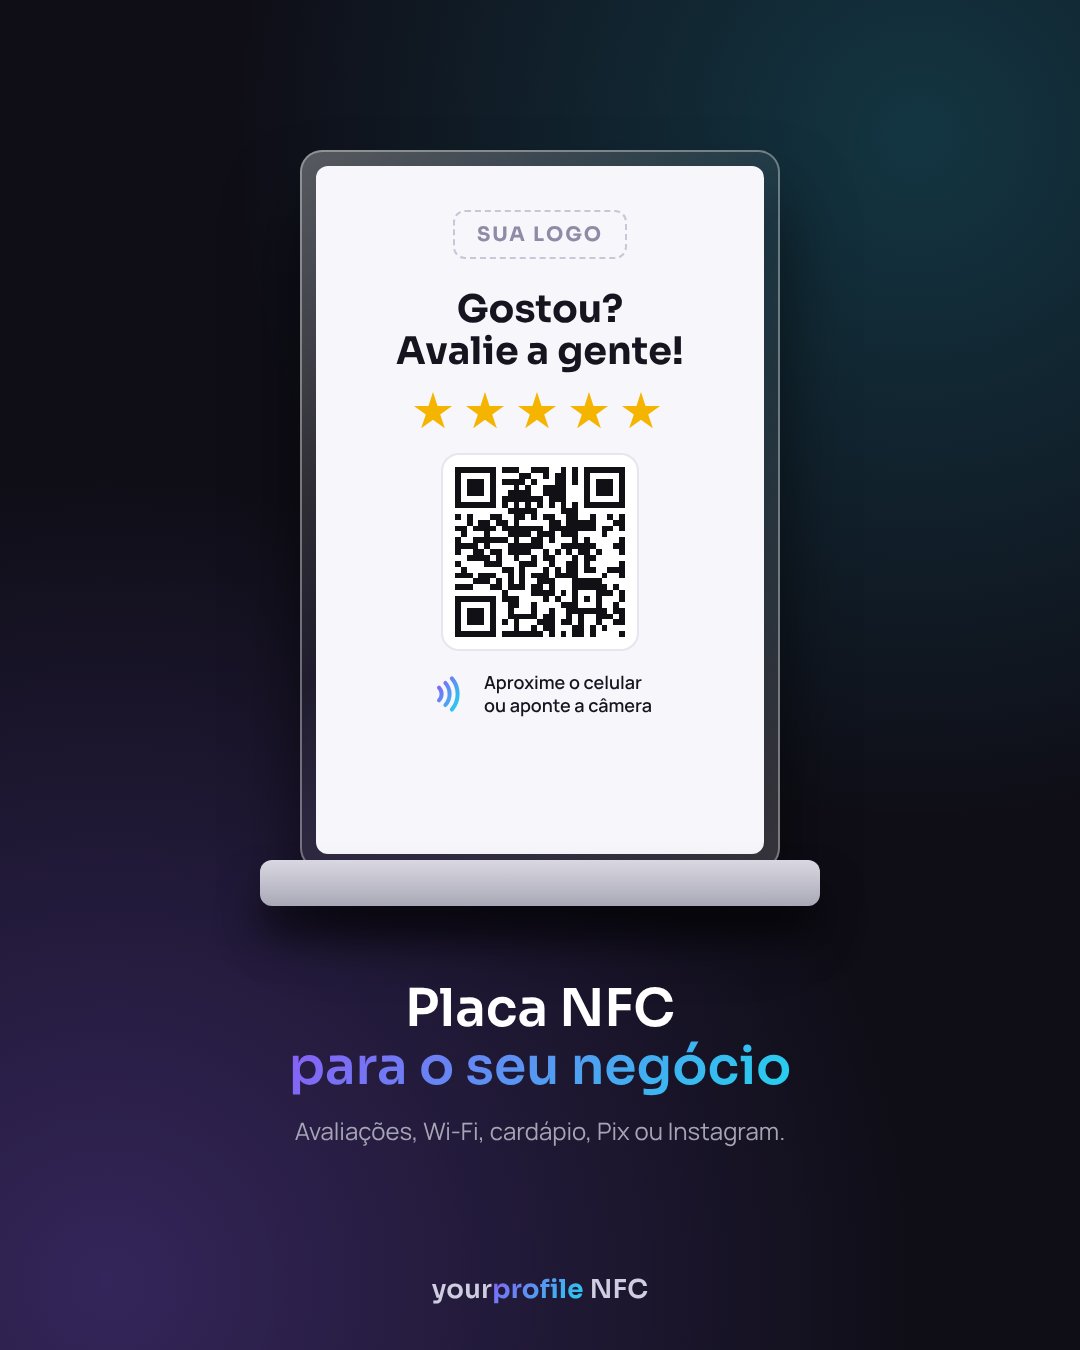 SUA LOGO
Gostou?
Avalie a gente!
Aproxime o celular
ou aponte a câmera
Placa NFC
para o seu negócio
Avaliações, Wi-Fi, cardápio, Pix ou Instagram.
yourprofile NFC